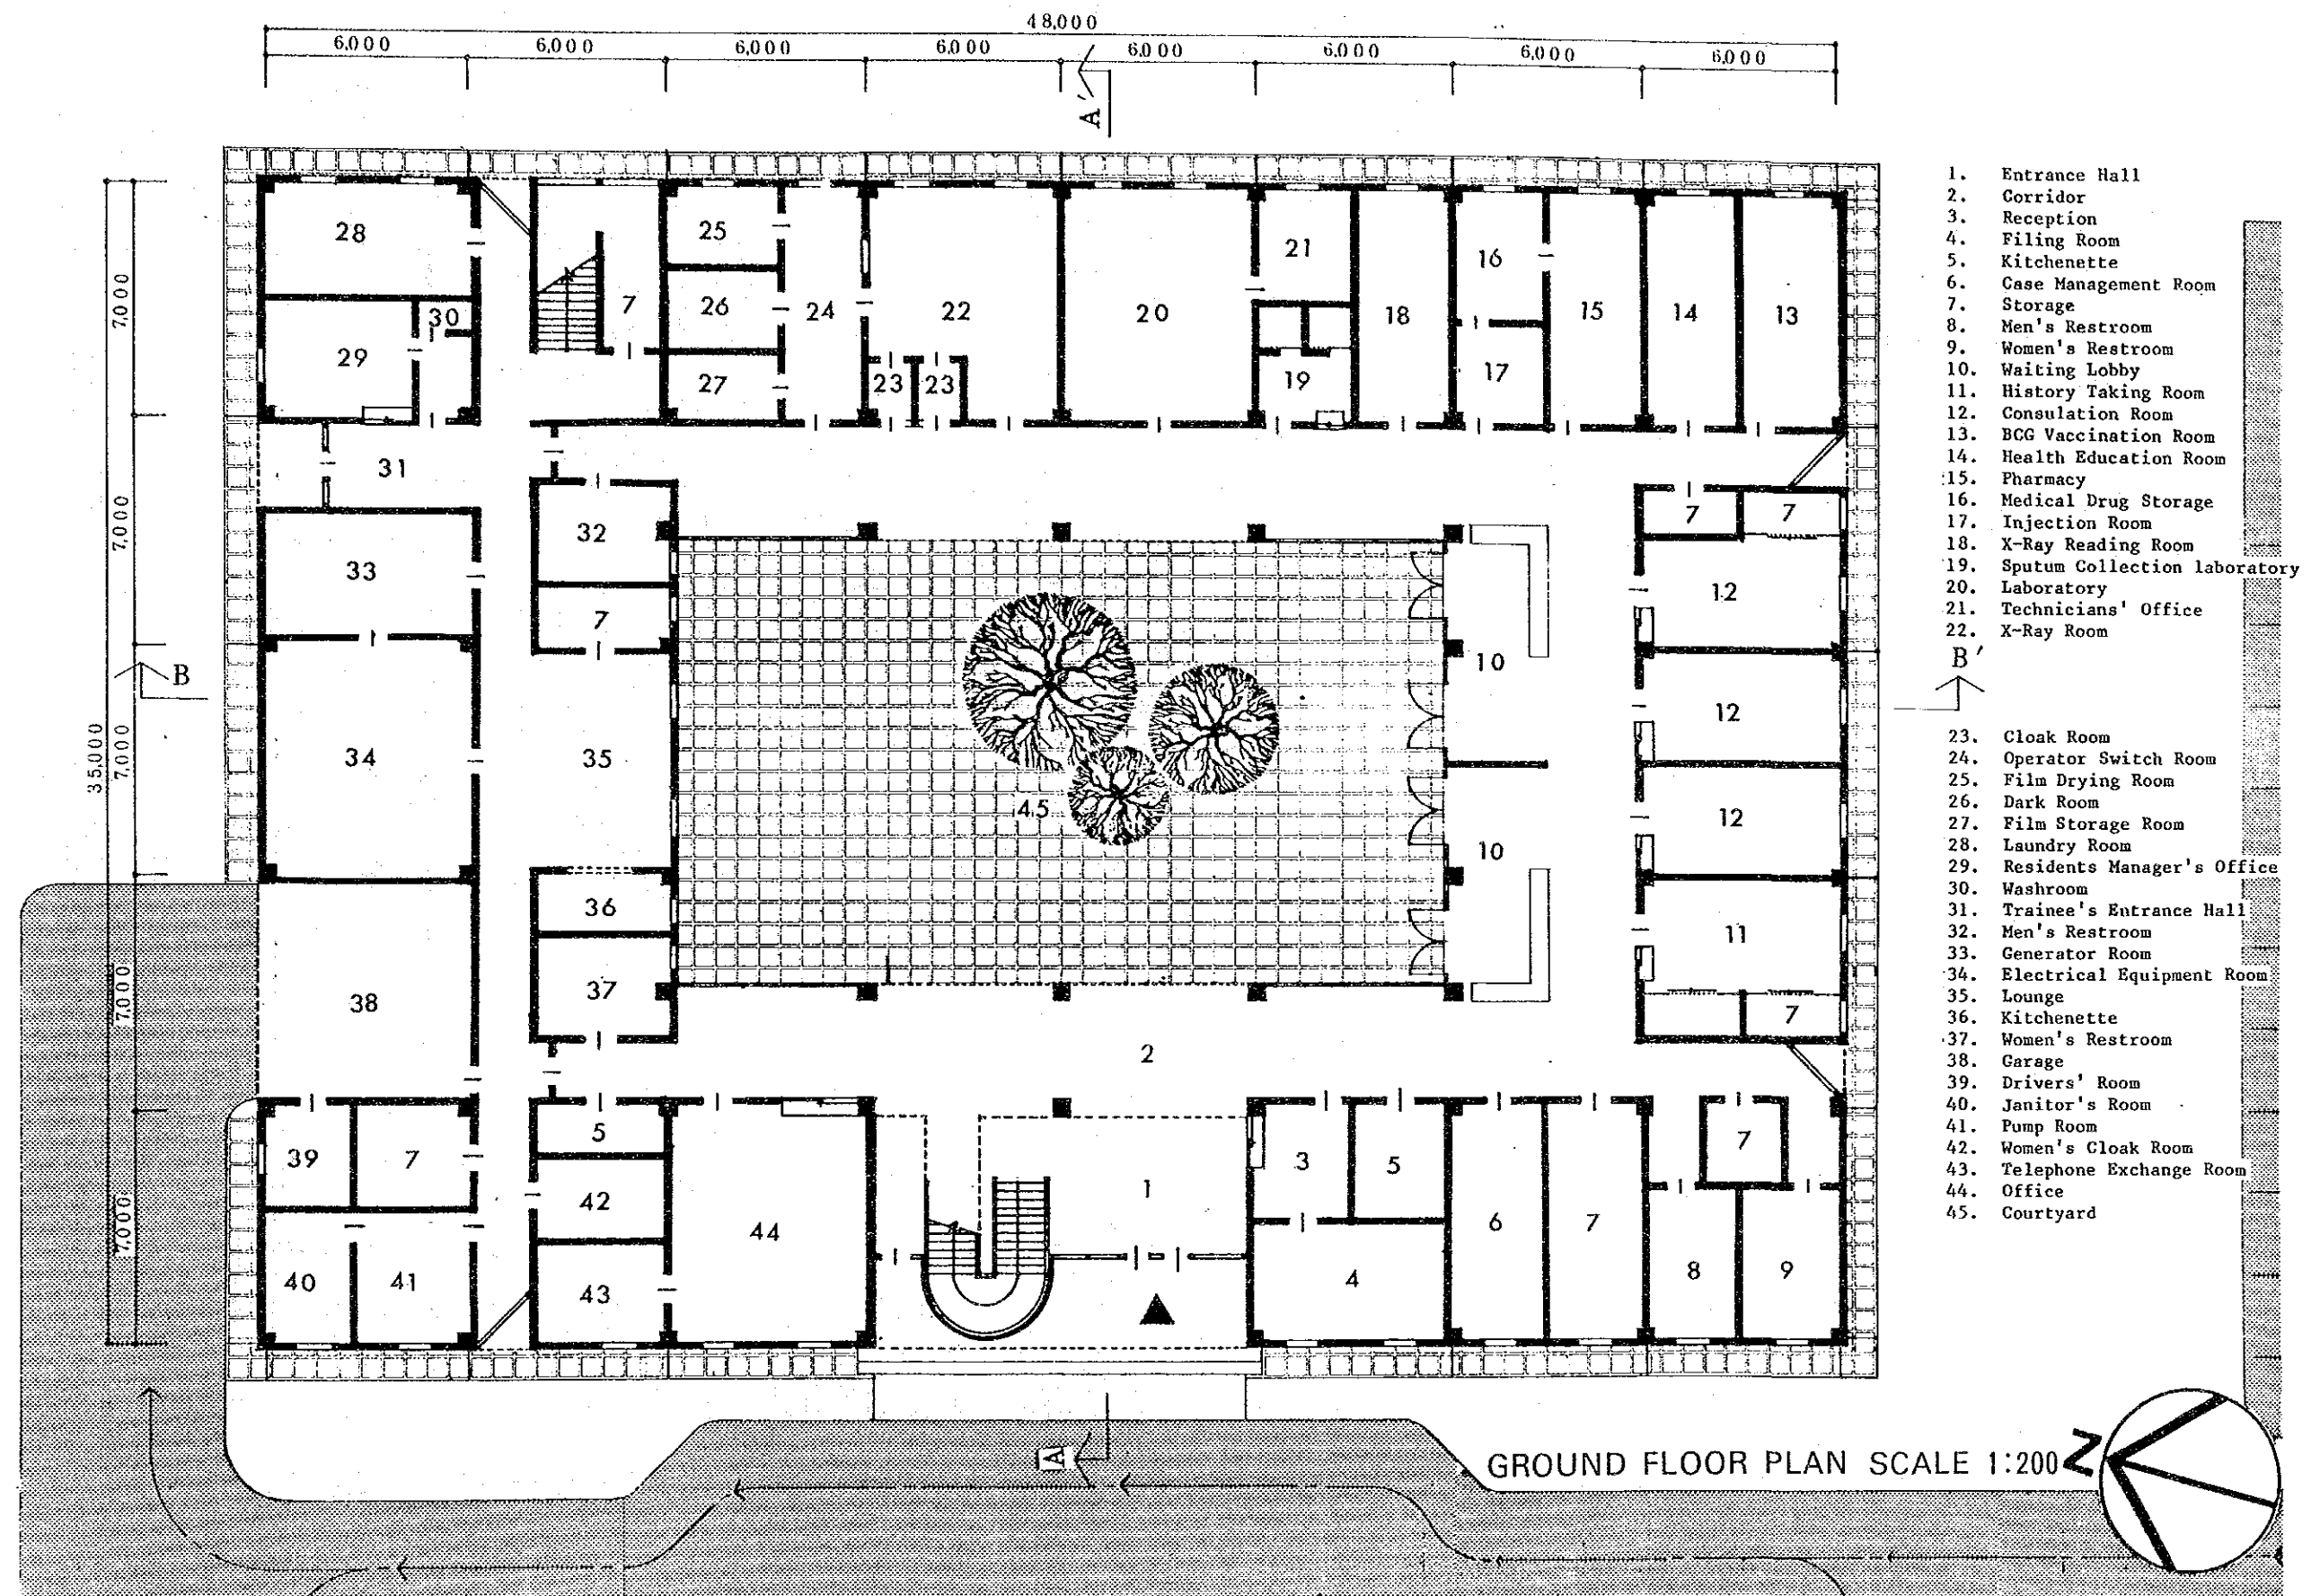 48,000
6,000 6,000 6,000 6,000 6,000 6,000 6,000 6,000
A'
7,000
7,000
7,000
7,000
7,000
35,000
B
B'
A
28
25
7
26
24
22
20
21
18
16
15
14
13
30
29
27
23 23
19
17
31
32
7
7
33
7
12
10
34
35
12
45
12
10
36
11
38
37
7
2
39
7
5
42
44
1
3
5
6
7
7
40
41
43
4
8
9
1. Entrance Hall
2. Corridor
3. Reception
4. Filing Room
5. Kitchenette
6. Case Management Room
7. Storage
8. Men's Restroom
9. Women's Restroom
10. Waiting Lobby
11. History Taking Room
12. Consulation Room
13. BCG Vaccination Room
14. Health Education Room
15. Pharmacy
16. Medical Drug Storage
17. Injection Room
18. X-Ray Reading Room
19. Sputum Collection laboratory
20. Laboratory
21. Technicians' Office
22. X-Ray Room
23. Cloak Room
24. Operator Switch Room
25. Film Drying Room
26. Dark Room
27. Film Storage Room
28. Laundry Room
29. Residents Manager's Office
30. Washroom
31. Trainee's Entrance Hall
32. Men's Restroom
33. Generator Room
34. Electrical Equipment Room
35. Lounge
36. Kitchenette
37. Women's Restroom
38. Garage
39. Drivers' Room
40. Janitor's Room
41. Pump Room
42. Women's Cloak Room
43. Telephone Exchange Room
44. Office
45. Courtyard
GROUND FLOOR PLAN SCALE 1:200
N